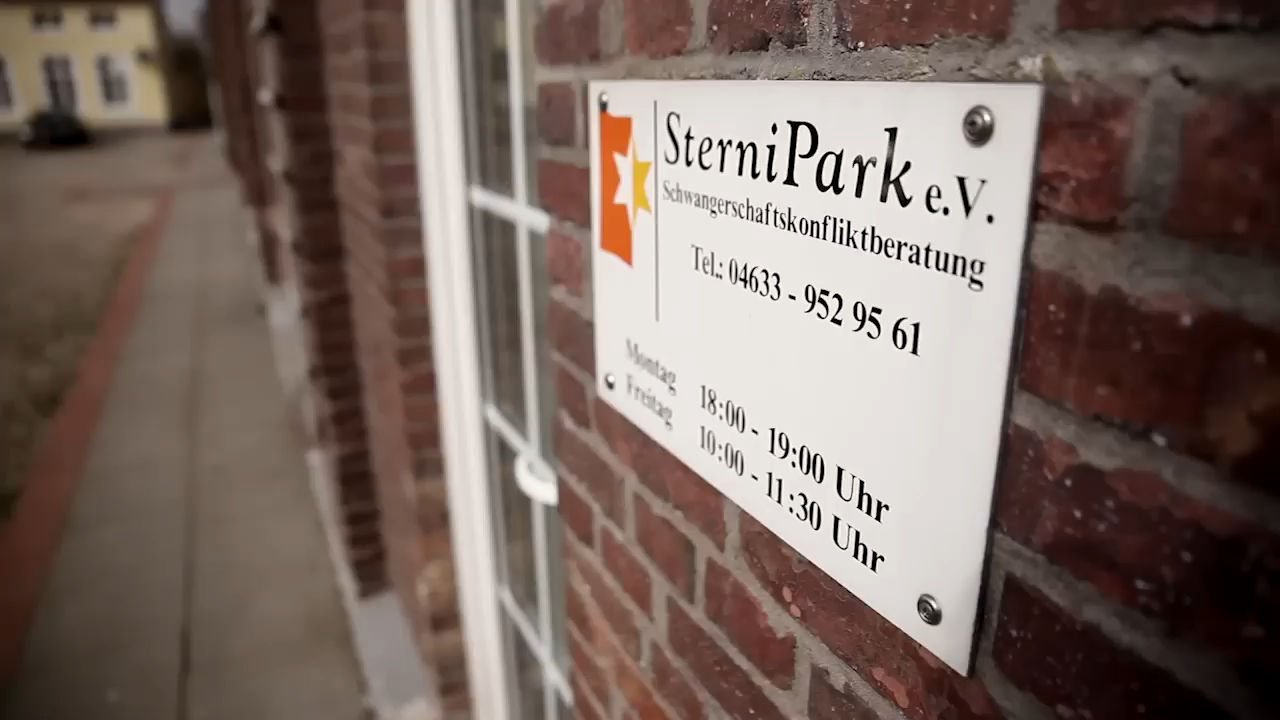 SterniPark e.V.
Schwangerschaftskonfliktberatung
Tel.: 04633 - 952 95 61
Montag 18:00 - 19:00 Uhr
Freitag 10:00 - 11:30 Uhr